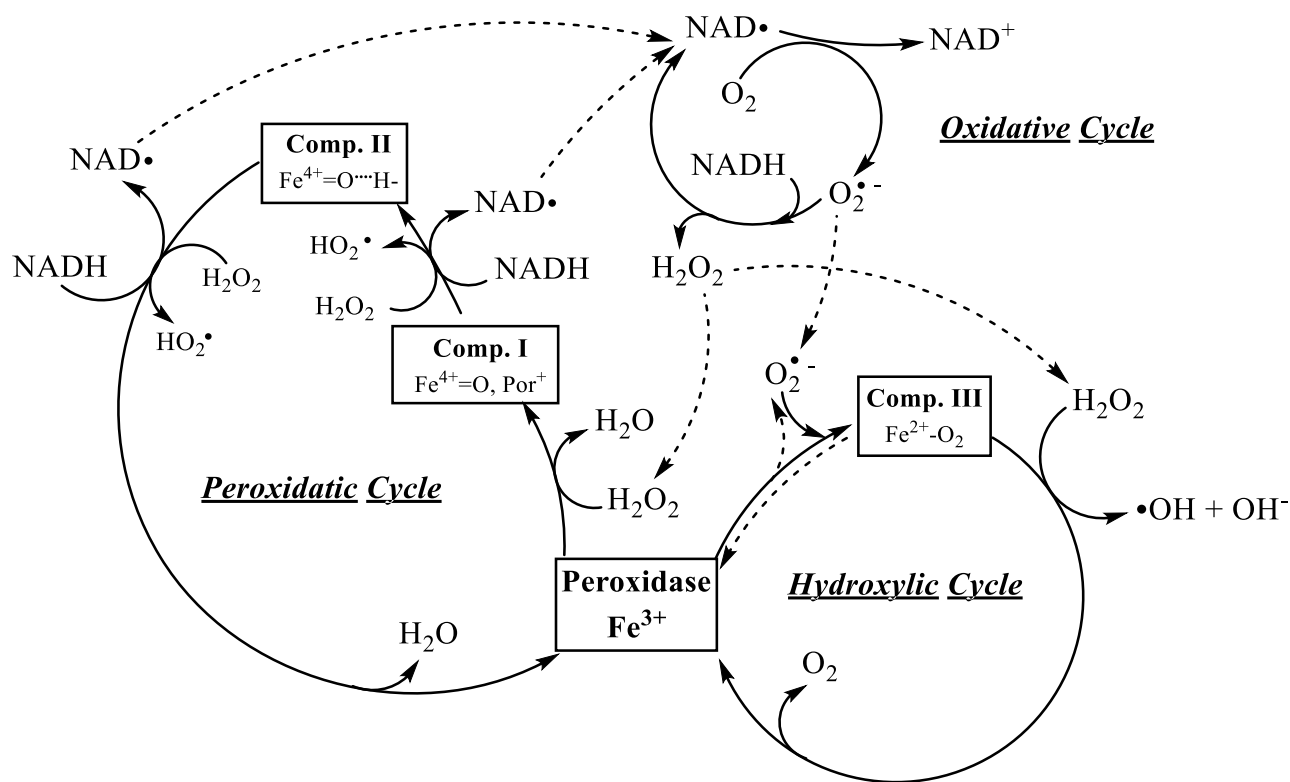 NAD•
NAD⁺
O₂
Oxidative Cycle
Comp. II
Fe⁴⁺=O····H-
NAD•
NADH
O₂•⁻
NAD•
HO₂•
NADH
H₂O₂
NADH
H₂O₂
H₂O₂
HO₂•
Comp. I
Fe⁴⁺=O, Por⁺
O₂•⁻
Comp. III
Fe²⁺-O₂
H₂O₂
H₂O
Peroxidatic Cycle
H₂O₂
•OH + OH⁻
Peroxidase
Fe³⁺
Hydroxylic Cycle
H₂O
O₂